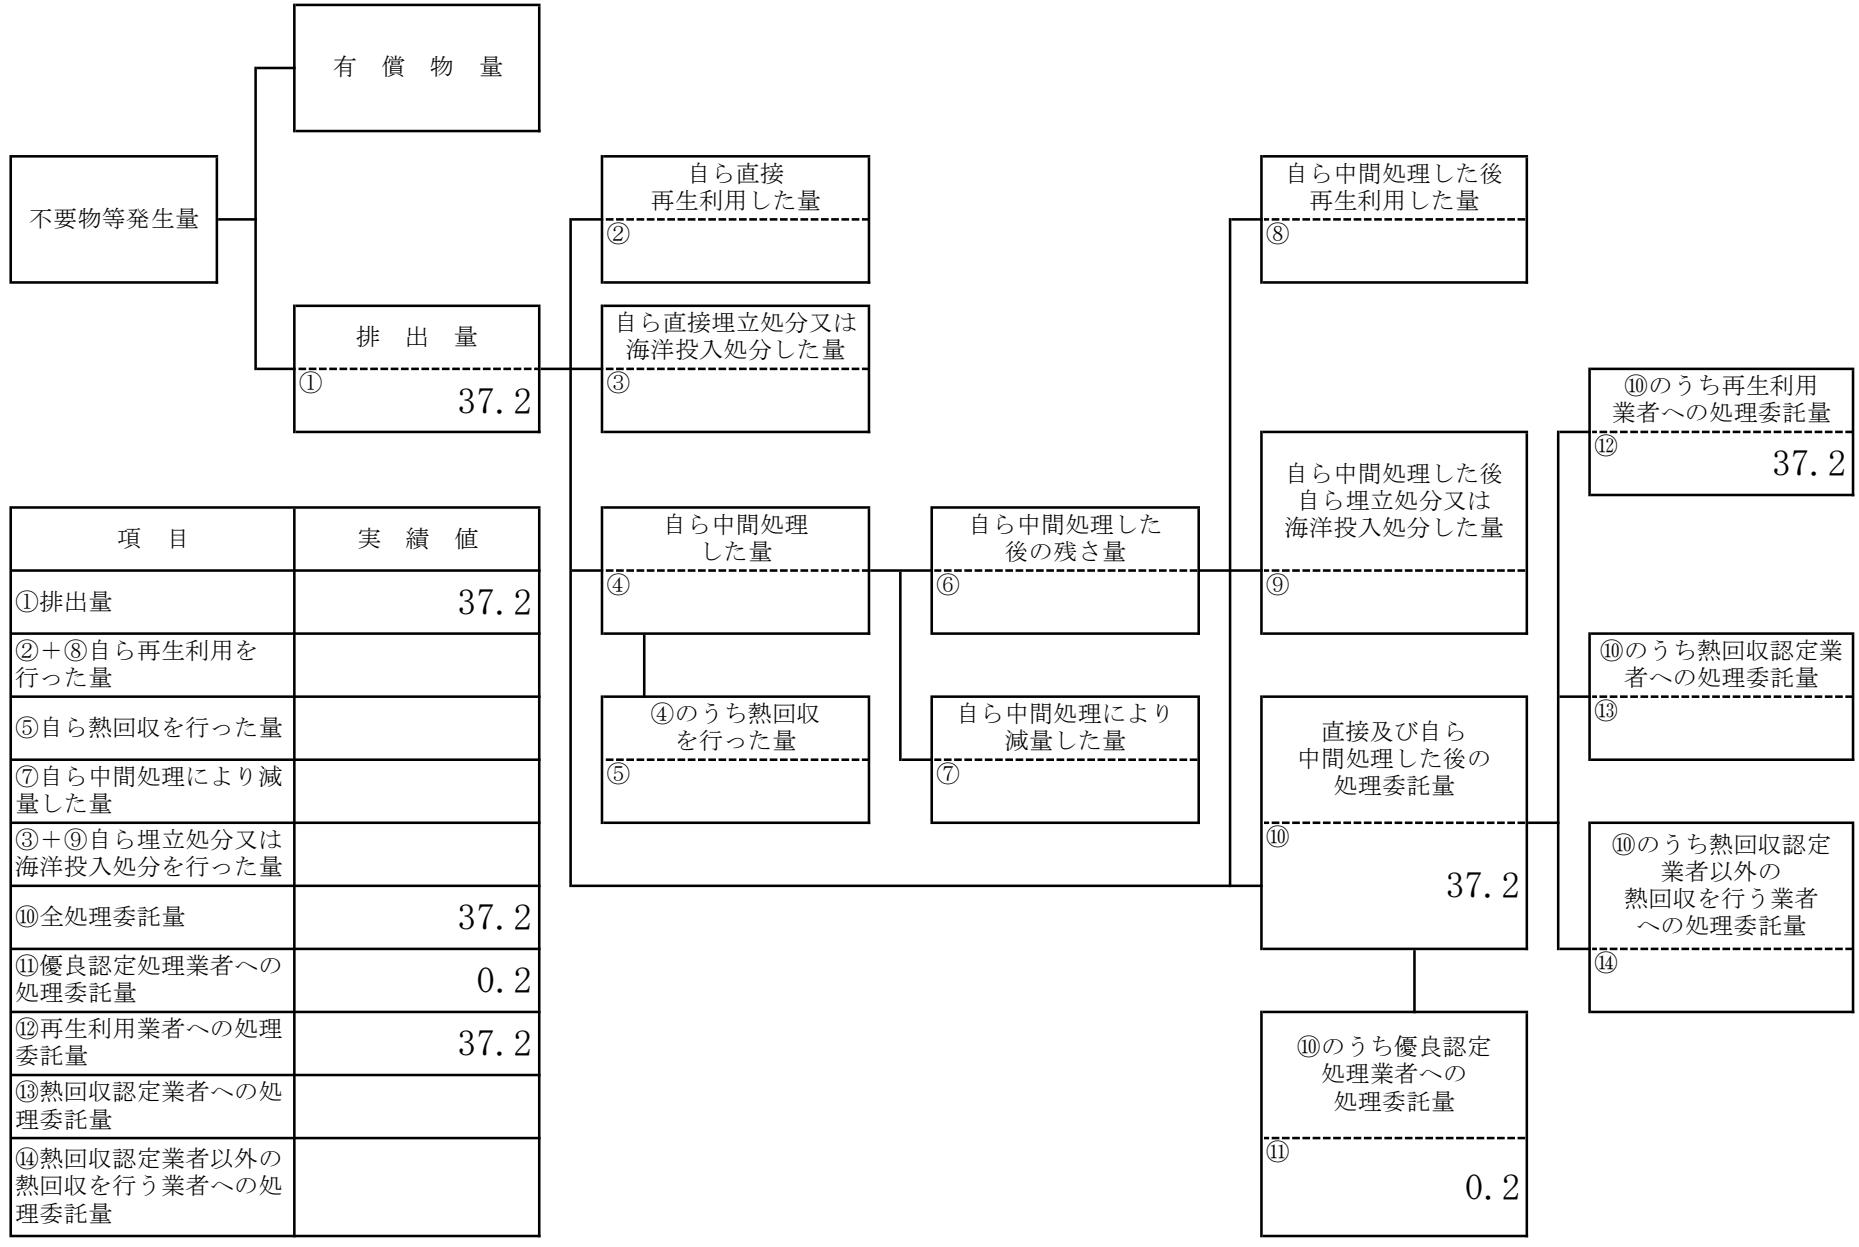 有　償　物　量
不要物等発生量
排　出　量
①
37.2
自ら直接
再生利用した量
②
自ら直接埋立処分又は
海洋投入処分した量
③
自ら中間処理
した量
④
④のうち熱回収
を行った量
⑤
自ら中間処理した
後の残さ量
⑥
自ら中間処理により
減量した量
⑦
自ら中間処理した後
再生利用した量
⑧
自ら中間処理した後
自ら埋立処分又は
海洋投入処分した量
⑨
直接及び自ら
中間処理した後の
処理委託量
⑩
37.2
⑩のうち優良認定
処理業者への
処理委託量
⑪
0.2
⑩のうち再生利用
業者への処理委託量
⑫
37.2
⑩のうち熱回収認定業
者への処理委託量
⑬
⑩のうち熱回収認定
業者以外の
熱回収を行う業者
への処理委託量
⑭
項　目　実　績　値
①排出量　37.2
②＋⑧自ら再生利用を
行った量
⑤自ら熱回収を行った量
⑦自ら中間処理により減
量した量
③＋⑨自ら埋立処分又は
海洋投入処分を行った量
⑩全処理委託量　37.2
⑪優良認定処理業者への
処理委託量　0.2
⑫再生利用業者への処理
委託量　37.2
⑬熱回収認定業者への処
理委託量
⑭熱回収認定業者以外の
熱回収を行う業者への処
理委託量